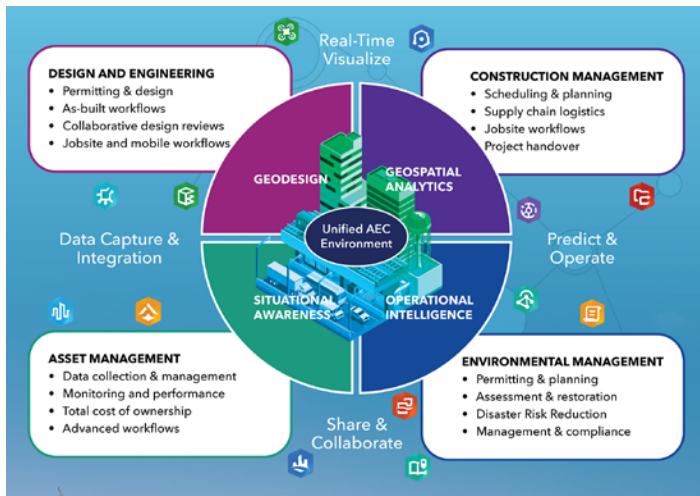 Real-Time
Visualize
DESIGN AND ENGINEERING
• Permitting & design
• As-built workflows
• Collaborative design reviews
• Jobsite and mobile workflows
CONSTRUCTION MANAGEMENT
• Scheduling & planning
• Supply chain logistics
• Jobsite workflows
Project handover
GEODESIGN
GEOSPATIAL
ANALYTICS
Unified AEC
Environment
Data Capture &
Integration
Predict &
Operate
SITUATIONAL
AWARENESS
OPERATIONAL
INTELLIGENCE
ASSET MANAGEMENT
• Data collection & management
• Monitoring and performance
• Total cost of ownership
• Advanced workflows
ENVIRONMENTAL MANAGEMENT
• Permitting & planning
• Assessment & restoration
• Disaster Risk Reduction
• Management & compliance
Share &
Collaborate